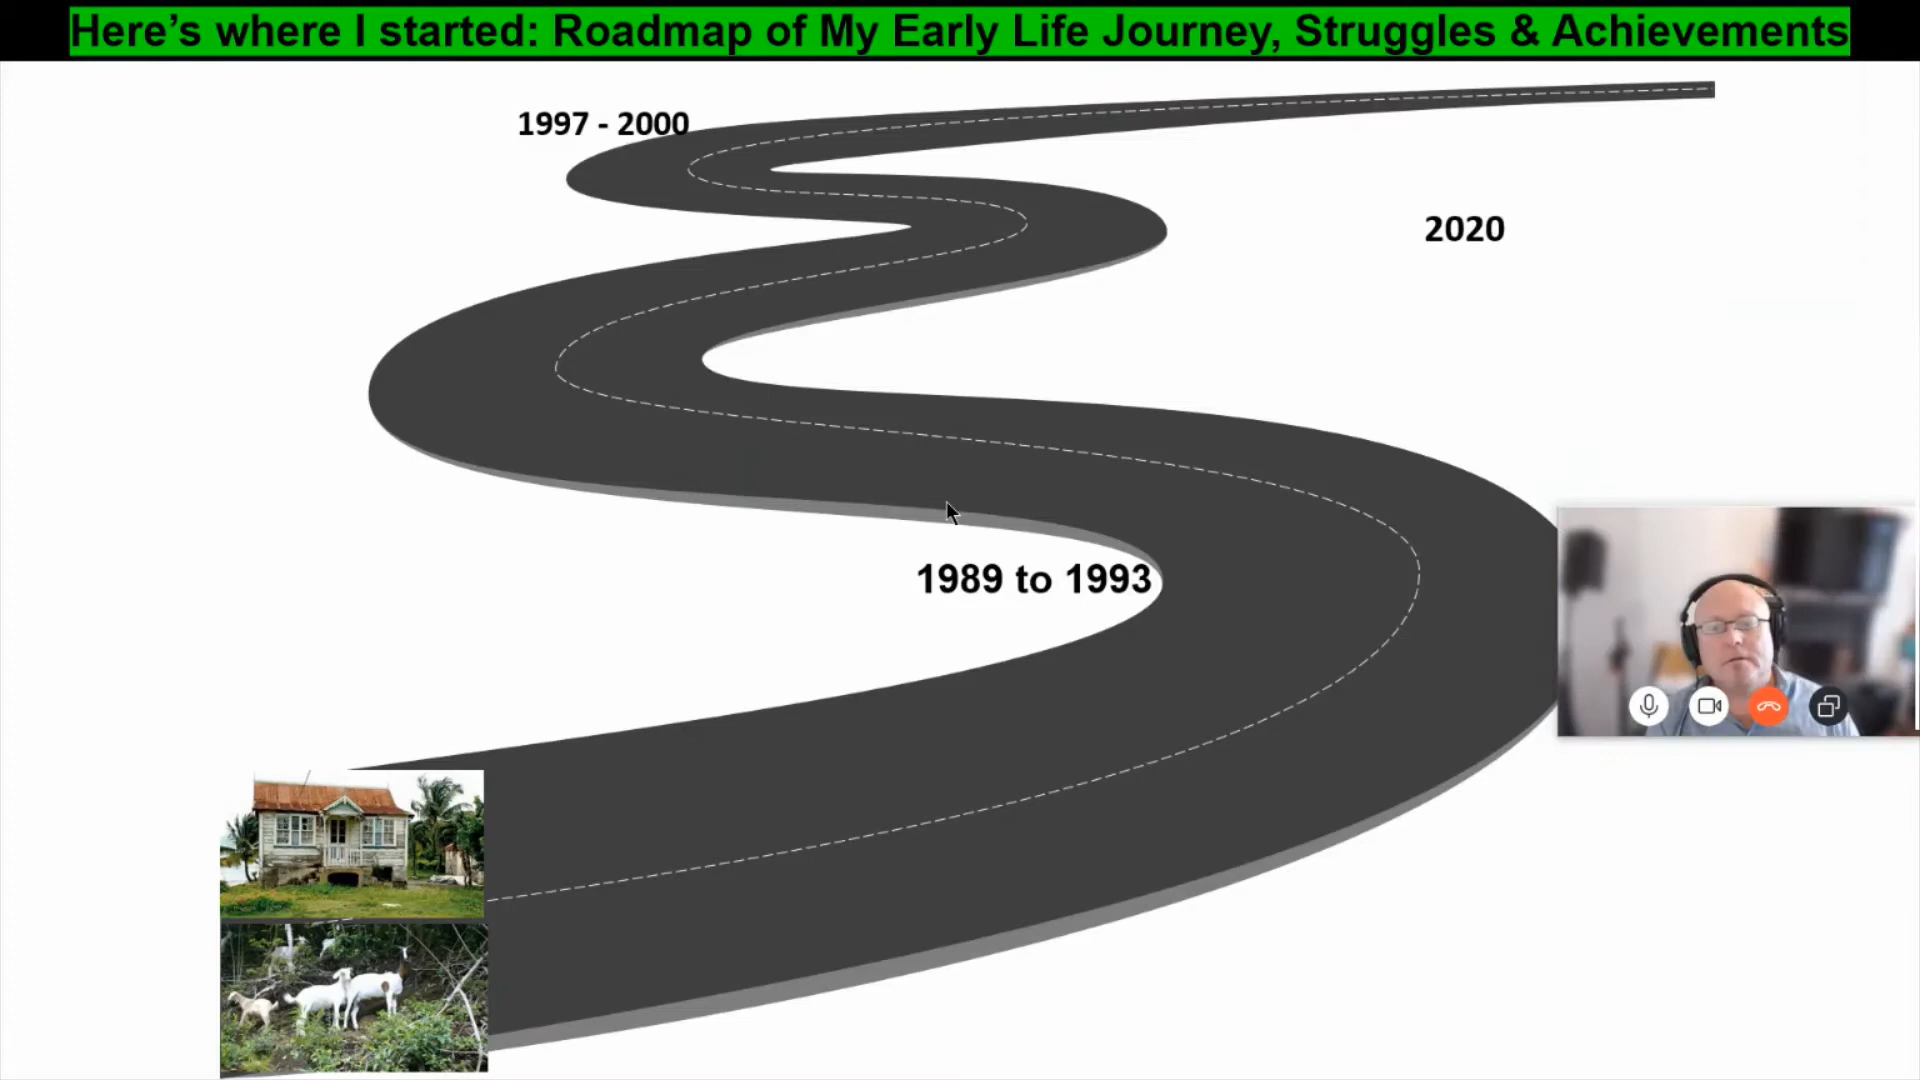 Here’s where I started: Roadmap of My Early Life Journey, Struggles & Achievements
1997 - 2000
2020
1989 to 1993